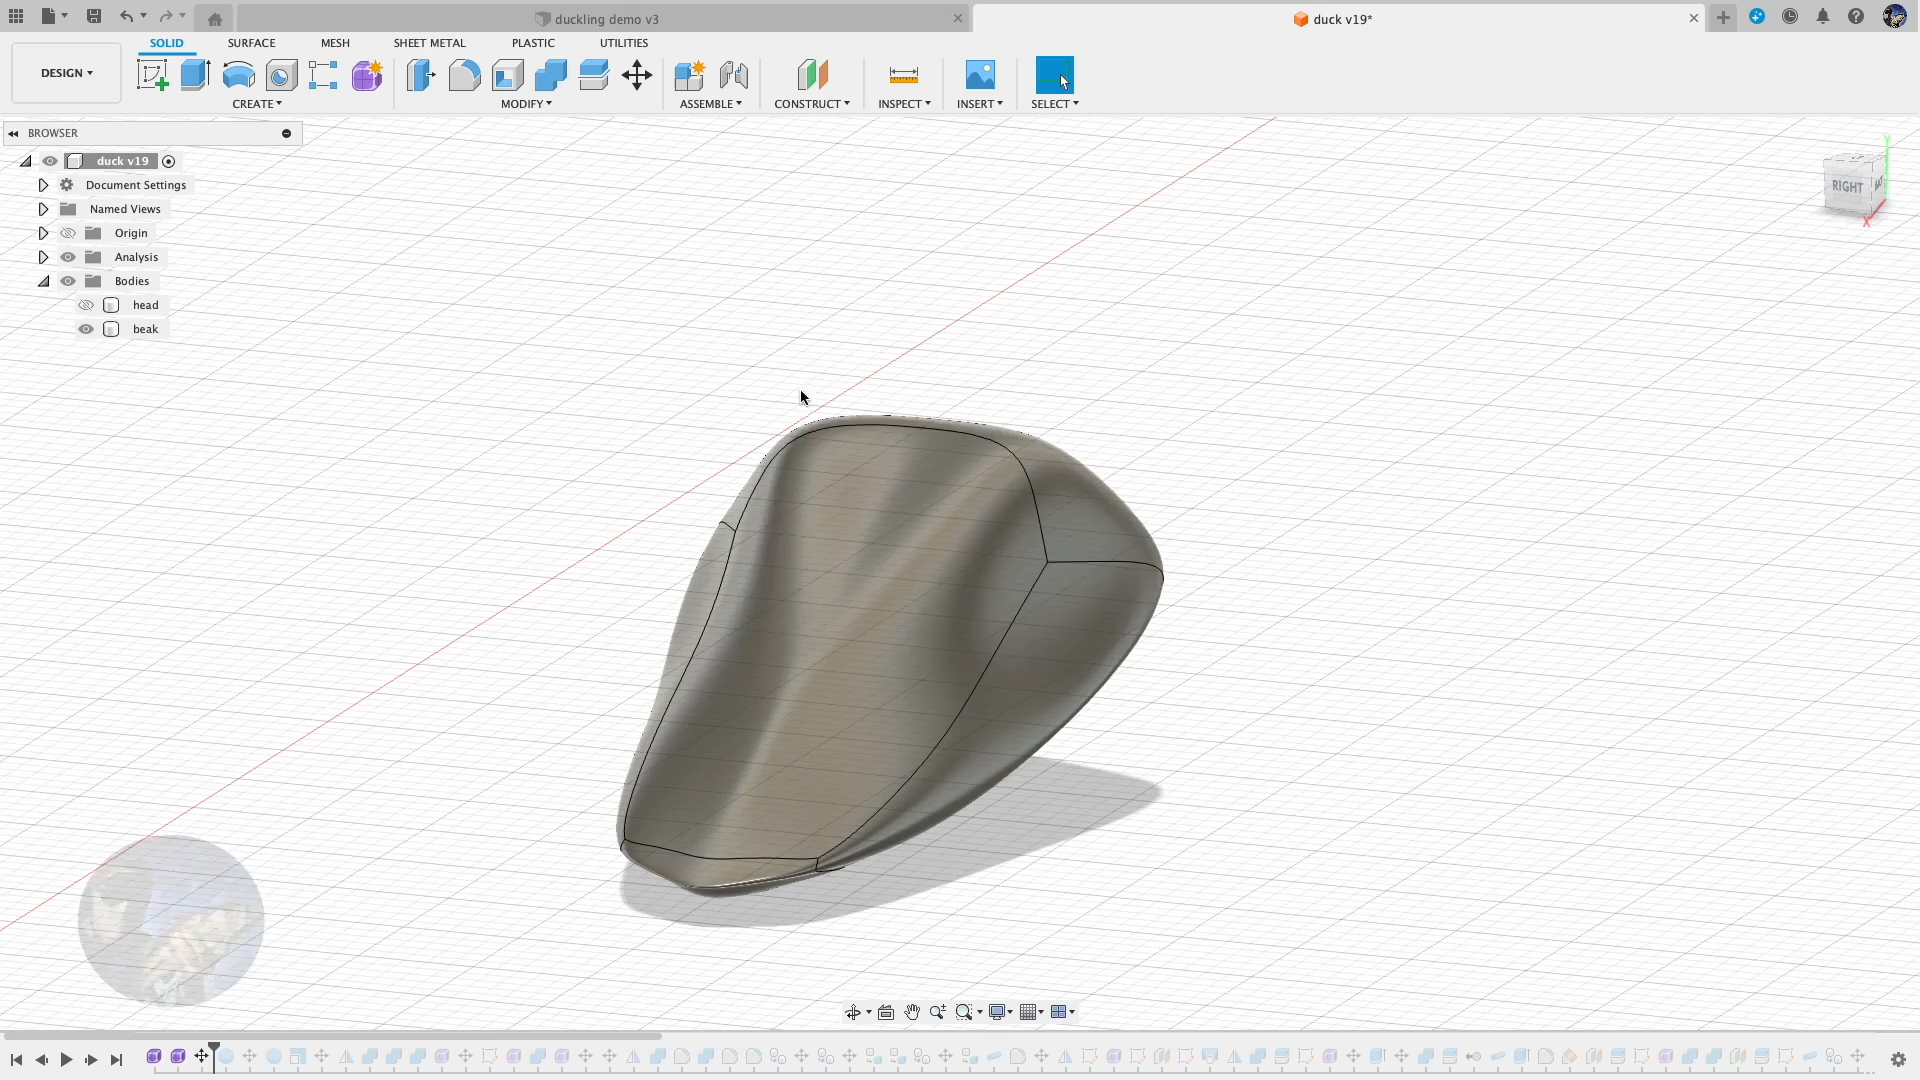 duckling demo v3
duck v19*
DESIGN
SOLID
SURFACE
MESH
SHEET METAL
PLASTIC
UTILITIES
CREATE
MODIFY
ASSEMBLE
CONSTRUCT
INSPECT
INSERT
SELECT
BROWSER
duck v19
Document Settings
Named Views
Origin
Analysis
Bodies
head
beak
Y
RIGHT
X